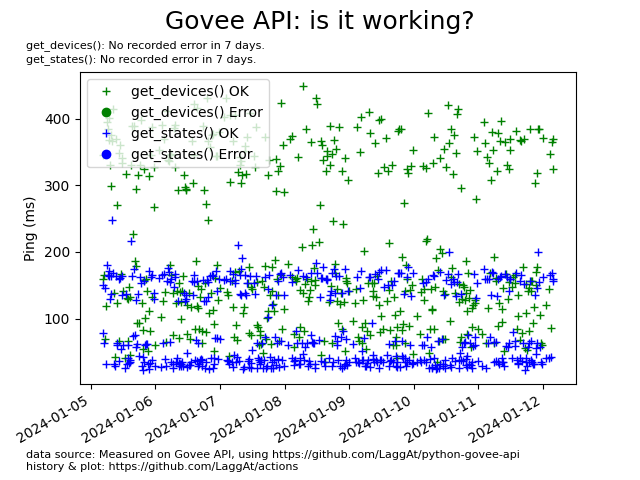 Govee API: is it working?
get_devices(): No recorded error in 7 days.
get_states(): No recorded error in 7 days.
get_devices() OK
get_devices() Error
get_states() OK
get_states() Error
Ping (ms)
400
300
200
100
2024-01-05
2024-01-06
2024-01-07
2024-01-08
2024-01-09
2024-01-10
2024-01-11
2024-01-12
data source: Measured on Govee API, using https://github.com/LaggAt/python-govee-api
history & plot: https://github.com/LaggAt/actions